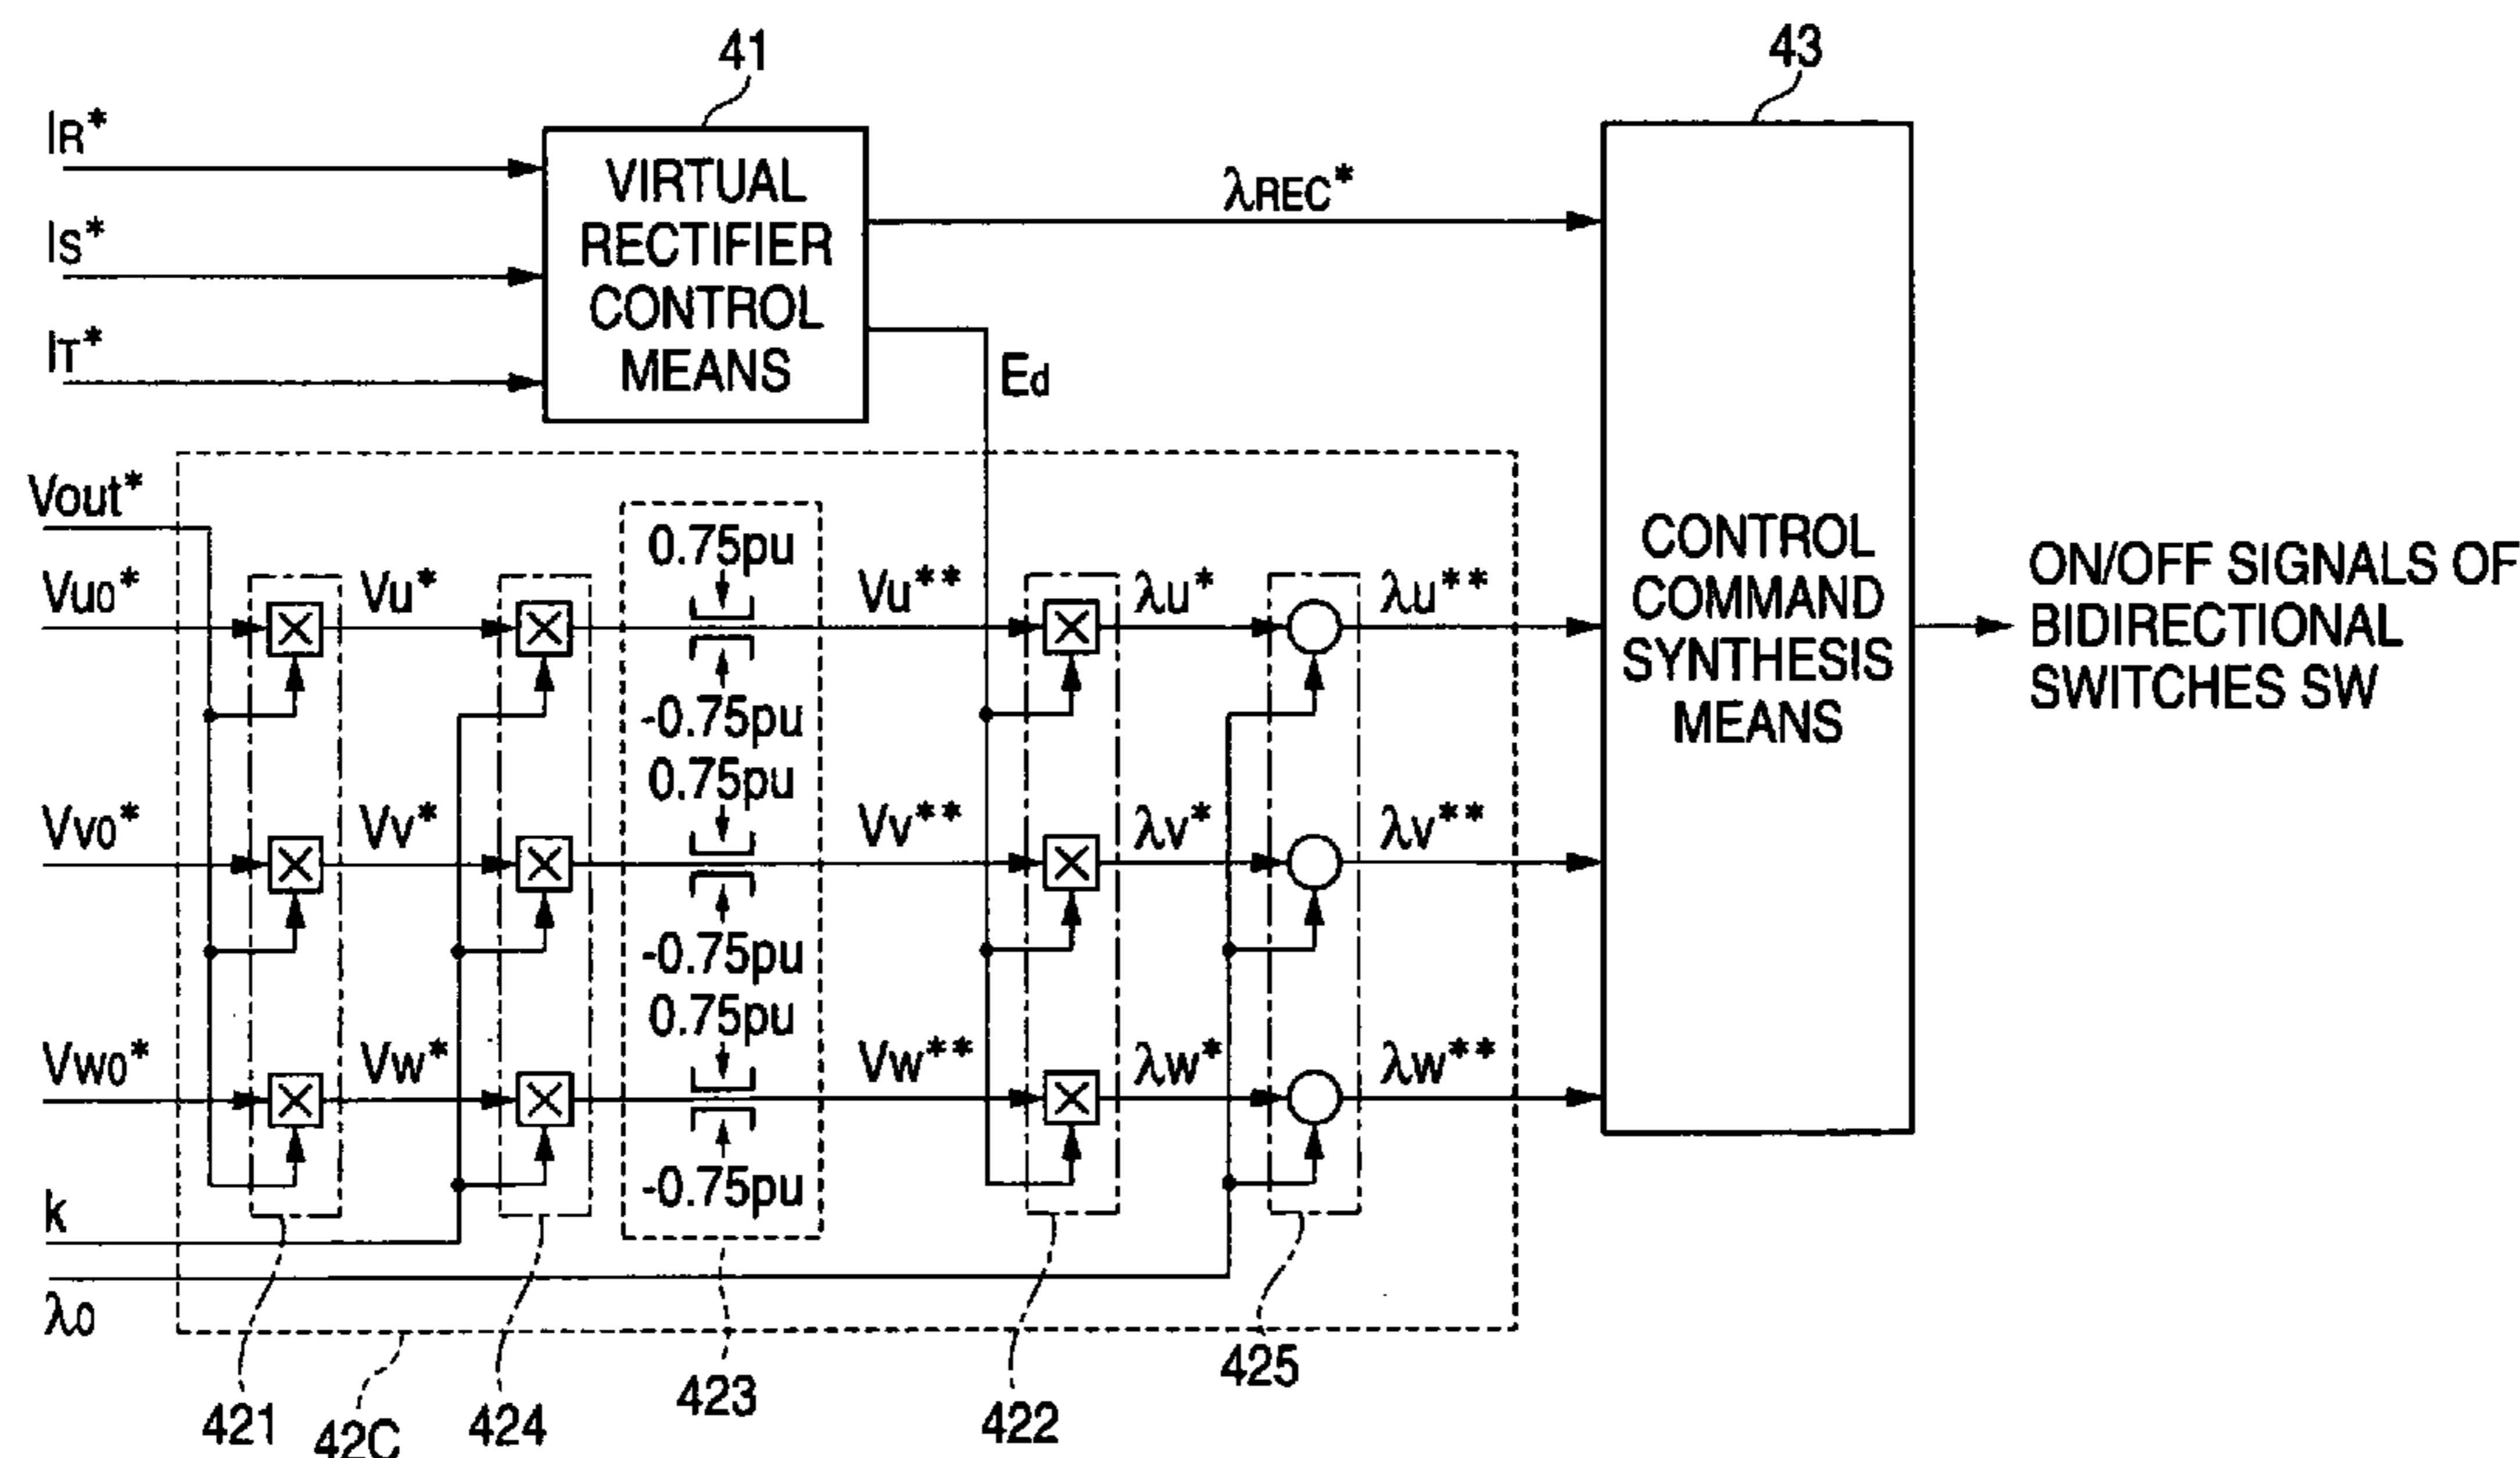 41
43
IR*
IS*
IT*
VIRTUAL
RECTIFIER
CONTROL
MEANS
λREC*
Ed
Vout*
Vu0*
Vu*
0.75pu
-0.75pu
Vu**
λu*
λu**
Vv0*
Vv*
0.75pu
-0.75pu
Vv**
λv*
λv**
Vw0*
Vw*
0.75pu
-0.75pu
Vw**
λw*
λw**
CONTROL
COMMAND
SYNTHESIS
MEANS
ON/OFF SIGNALS OF
BIDIRECTIONAL
SWITCHES SW
k
λ0
421
42C
424
423
422
425